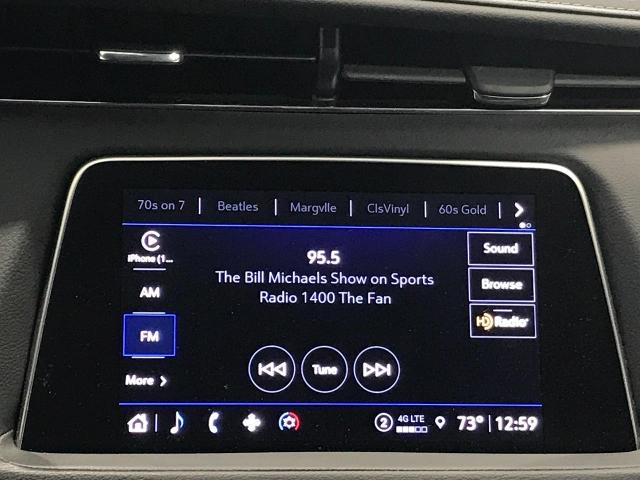 70s on 7 | Beatles | Margvlle | ClsVinyl | 60s Gold |
iPhone (1...
95.5
The Bill Michaels Show on Sports
Radio 1400 The Fan
Sound
AM
Browse
FM
HD Radio
Tune
More
2 4G LTE 73° 12:59